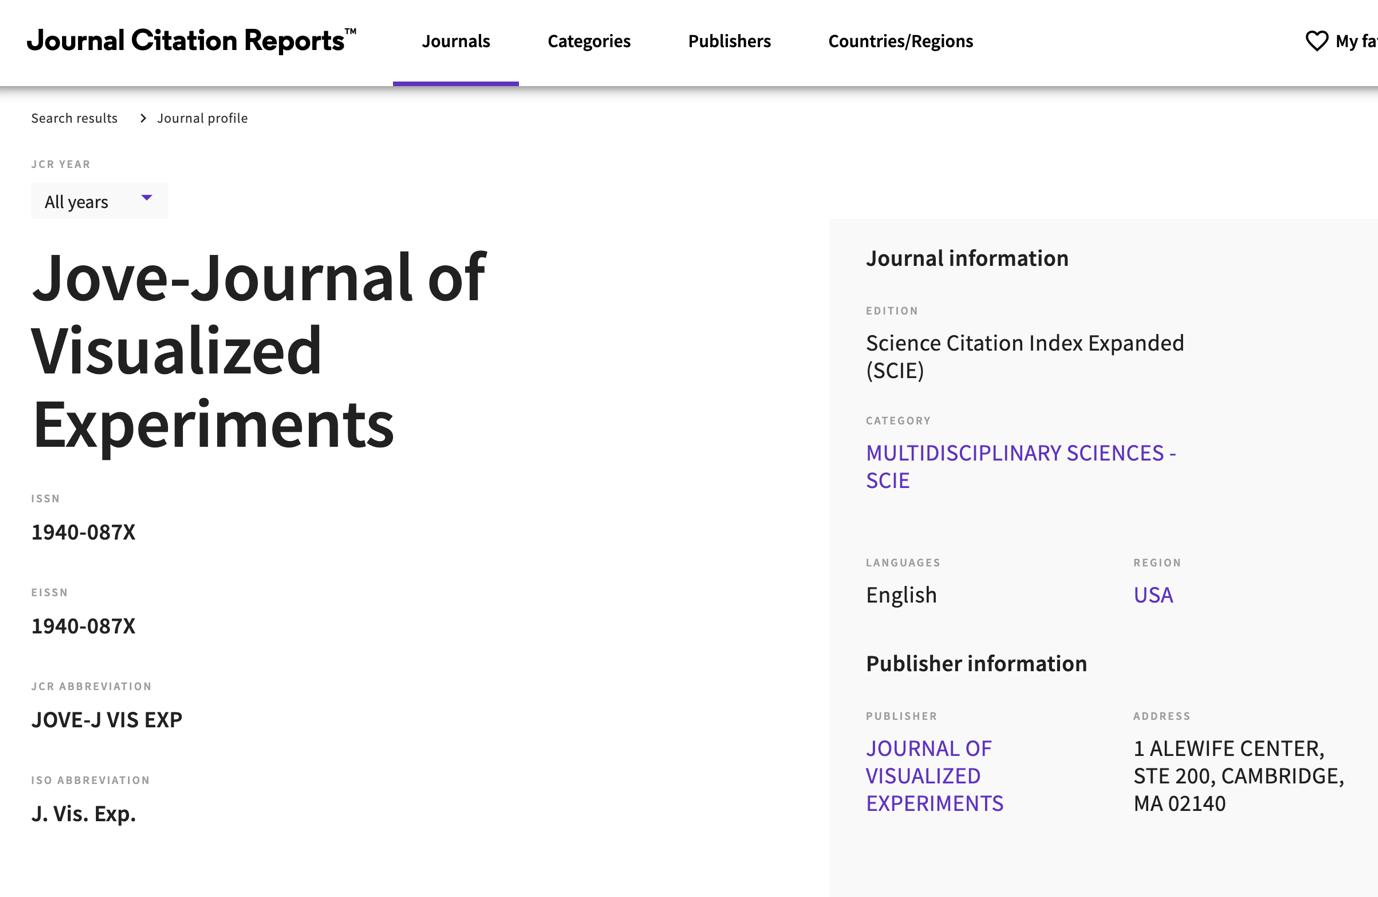 Journal Citation Reports™
Journals
Categories
Publishers
Countries/Regions
My fa
Search results
Journal profile
JCR YEAR
All years
Jove-Journal of
Visualized
Experiments
ISSN
1940-087X
EISSN
1940-087X
JCR ABBREVIATION
JOVE-J VIS EXP
ISO ABBREVIATION
J. Vis. Exp.
Journal information
EDITION
Science Citation Index Expanded
(SCIE)
CATEGORY
MULTIDISCIPLINARY SCIENCES -
SCIE
LANGUAGES
English
REGION
USA
Publisher information
PUBLISHER
JOURNAL OF
VISUALIZED
EXPERIMENTS
ADDRESS
1 ALEWIFE CENTER,
STE 200, CAMBRIDGE,
MA 02140